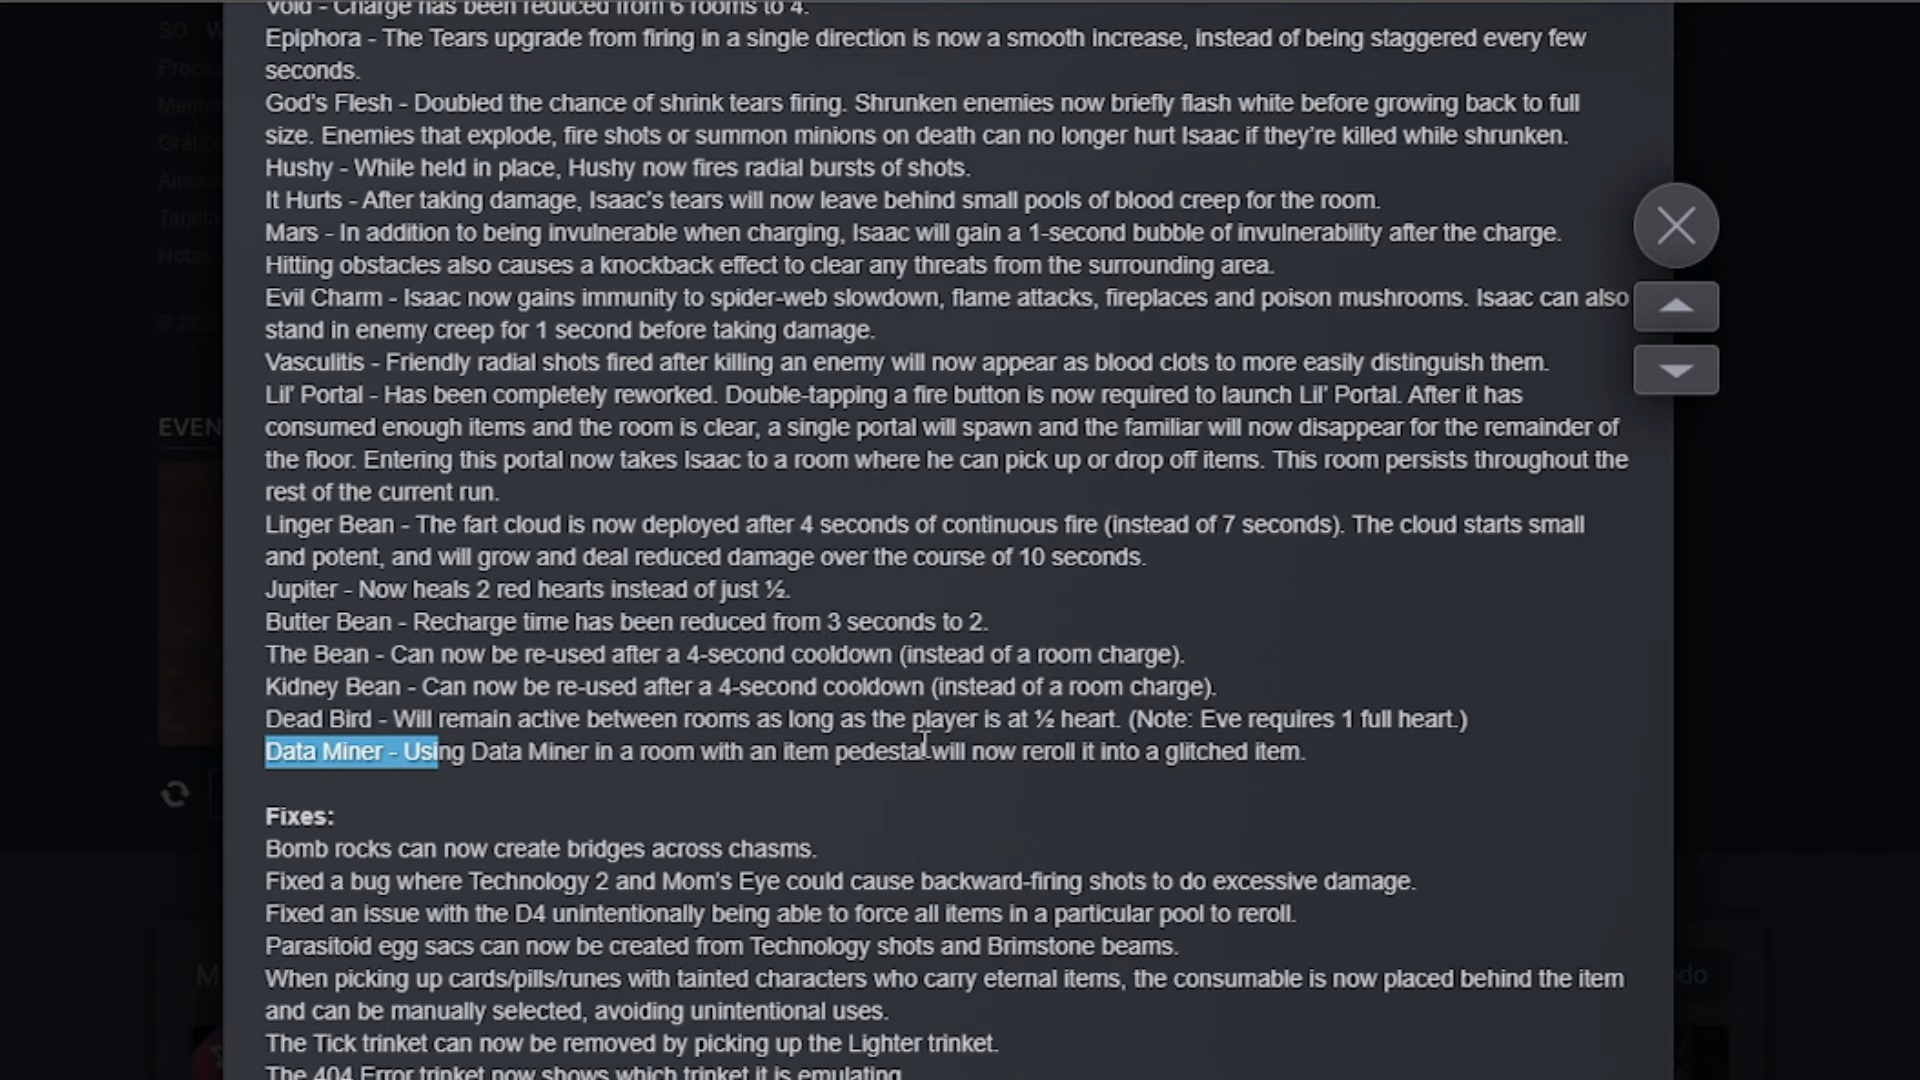 Void - Charge has been reduced from 6 rooms to 4.
Epiphora - The Tears upgrade from firing in a single direction is now a smooth increase, instead of being staggered every few
seconds.
God's Flesh - Doubled the chance of shrink tears firing. Shrunken enemies now briefly flash white before growing back to full
size. Enemies that explode, fire shots or summon minions on death can no longer hurt Isaac if they're killed while shrunken.
Hushy - While held in place, Hushy now fires radial bursts of shots.
It Hurts - After taking damage, Isaac's tears will now leave behind small pools of blood creep for the room.
Mars - In addition to being invulnerable when charging, Isaac will gain a 1-second bubble of invulnerability after the charge.
Hitting obstacles also causes a knockback effect to clear any threats from the surrounding area.
Evil Charm - Isaac now gains immunity to spider-web slowdown, flame attacks, fireplaces and poison mushrooms. Isaac can also
stand in enemy creep for 1 second before taking damage.
Vasculitis - Friendly radial shots fired after killing an enemy will now appear as blood clots to more easily distinguish them.
Lil' Portal - Has been completely reworked. Double-tapping a fire button is now required to launch Lil' Portal. After it has
consumed enough items and the room is clear, a single portal will spawn and the familiar will now disappear for the remainder of
the floor. Entering this portal now takes Isaac to a room where he can pick up or drop off items. This room persists throughout the
rest of the current run.
EVEN
Linger Bean - The fart cloud is now deployed after 4 seconds of continuous fire (instead of 7 seconds). The cloud starts small
and potent, and will grow and deal reduced damage over the course of 10 seconds.
Jupiter - Now heals 2 red hearts instead of just ½.
Butter Bean - Recharge time has been reduced from 3 seconds to 2.
The Bean - Can now be re-used after a 4-second cooldown (instead of a room charge).
Kidney Bean - Can now be re-used after a 4-second cooldown (instead of a room charge).
Dead Bird - Will remain active between rooms as long as the player is at ½ heart. (Note: Eve requires 1 full heart.)
Data Miner - Using Data Miner in a room with an item pedestal will now reroll it into a glitched item.
Fixes:
Bomb rocks can now create bridges across chasms.
Fixed a bug where Technology 2 and Mom's Eye could cause backward-firing shots to do excessive damage.
Fixed an issue with the D4 unintentionally being able to force all items in a particular pool to reroll.
Parasitoid egg sacs can now be created from Technology shots and Brimstone beams.
When picking up cards/pills/runes with tainted characters who carry eternal items, the consumable is now placed behind the item
and can be manually selected, avoiding unintentional uses.
The Tick trinket can now be removed by picking up the Lighter trinket.
The 404 Error trinket now shows which trinket it is emulating.